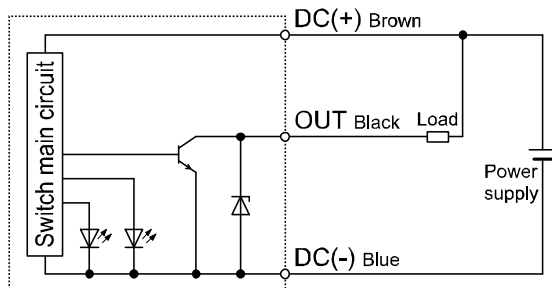 DC(+) Brown
Switch main circuit
OUT Black
Load
Power
supply
DC(-) Blue